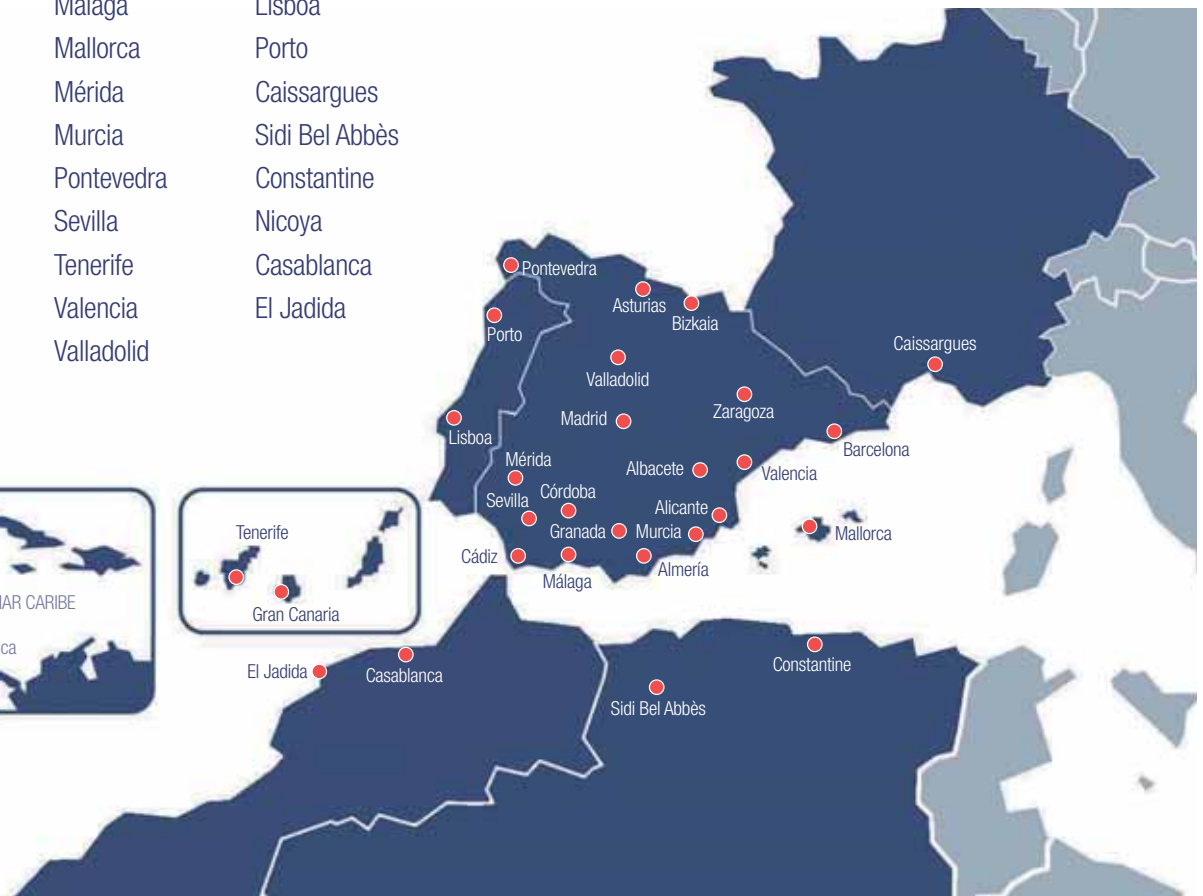 Málaga
Mallorca
Mérida
Murcia
Pontevedra
Sevilla
Tenerife
Valencia
Valladolid
Lisboa
Porto
Caissargues
Sidi Bel Abbès
Constantine
Nicoya
Casablanca
El Jadida
Pontevedra
Asturias
Bizkaia
Porto
Caissargues
Valladolid
Zaragoza
Madrid
Lisboa
Barcelona
Mérida
Albacete
Valencia
Sevilla
Córdoba
Alicante
Granada
Murcia
Mallorca
Cádiz
Málaga
Almería
Tenerife
Gran Canaria
MAR CARIBE
ca
El Jadida
Casablanca
Constantine
Sidi Bel Abbès